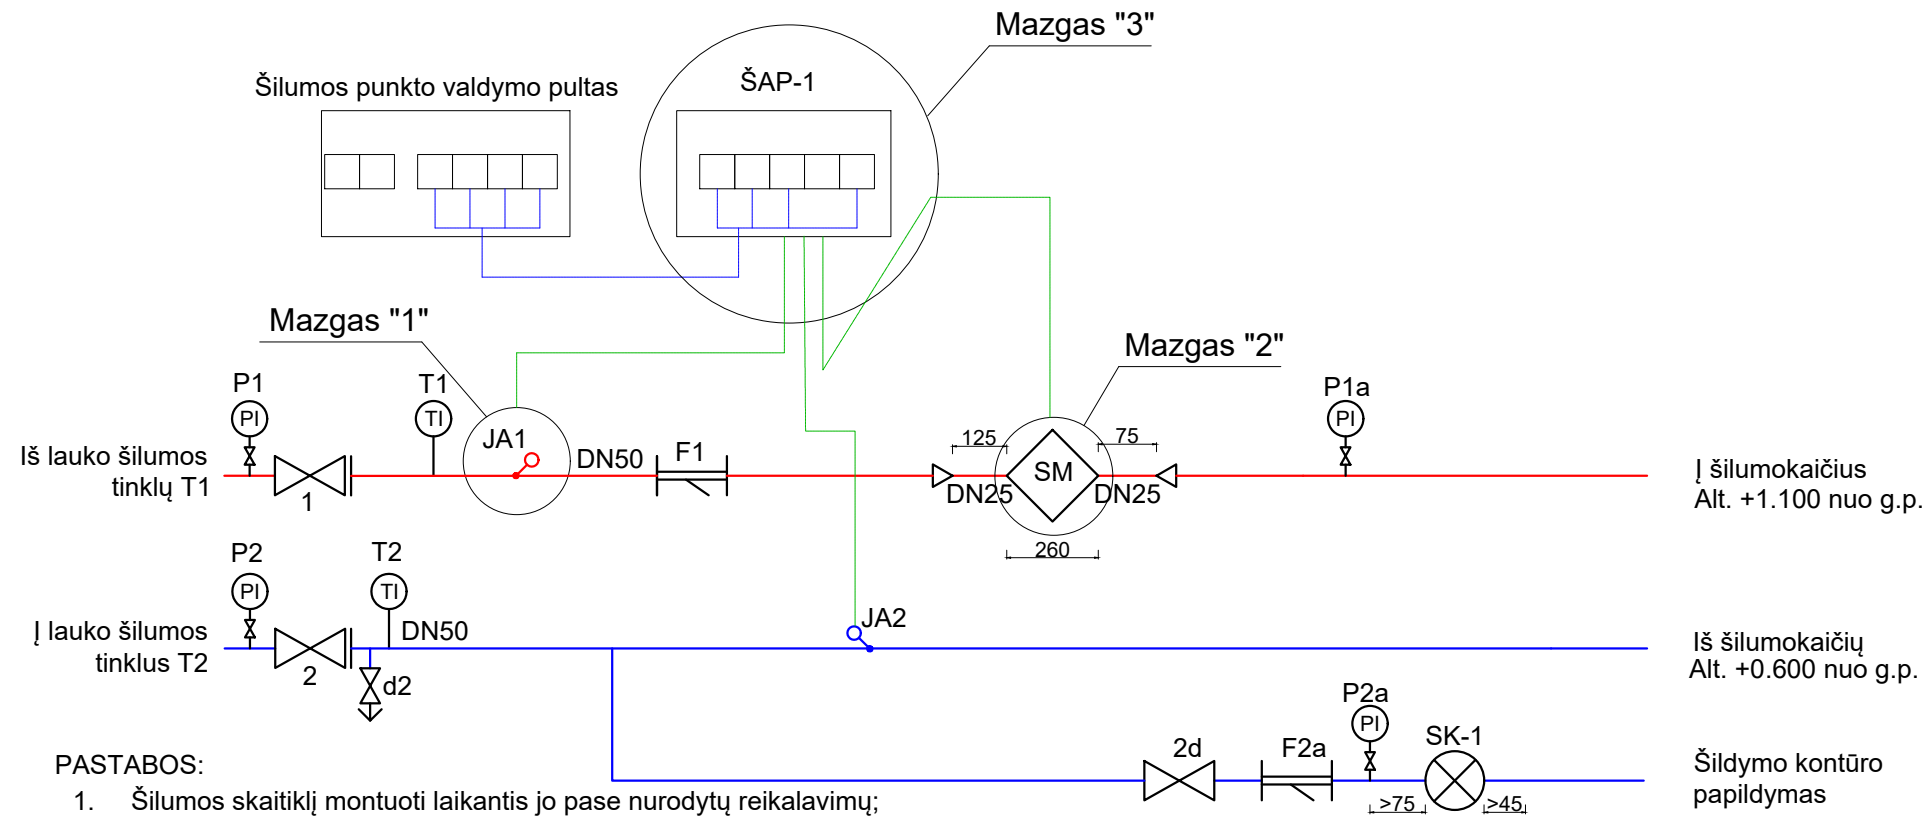 Mazgas "3"
Šilumos punkto valdymo pultas
ŠAP-1
Mazgas "1"
Mazgas "2"
P1
PI
T1
TI
JA1
DN50
F1
125
75
SM
DN25
DN25
260
P1a
PI
Iš lauko šilumos
tinklų T1
1
Į šilumokaičius
Alt. +1.100 nuo g.p.
P2
PI
T2
TI
DN50
JA2
Į lauko šilumos
tinklus T2
2
d2
Iš šilumokaičių
Alt. +0.600 nuo g.p.
P2a
PI
2d
F2a
SK-1
>75
>45
Šildymo kontūro
papildymas
PASTABOS:
1. Šilumos skaitiklį montuoti laikantis jo pase nurodytų reikalavimų;